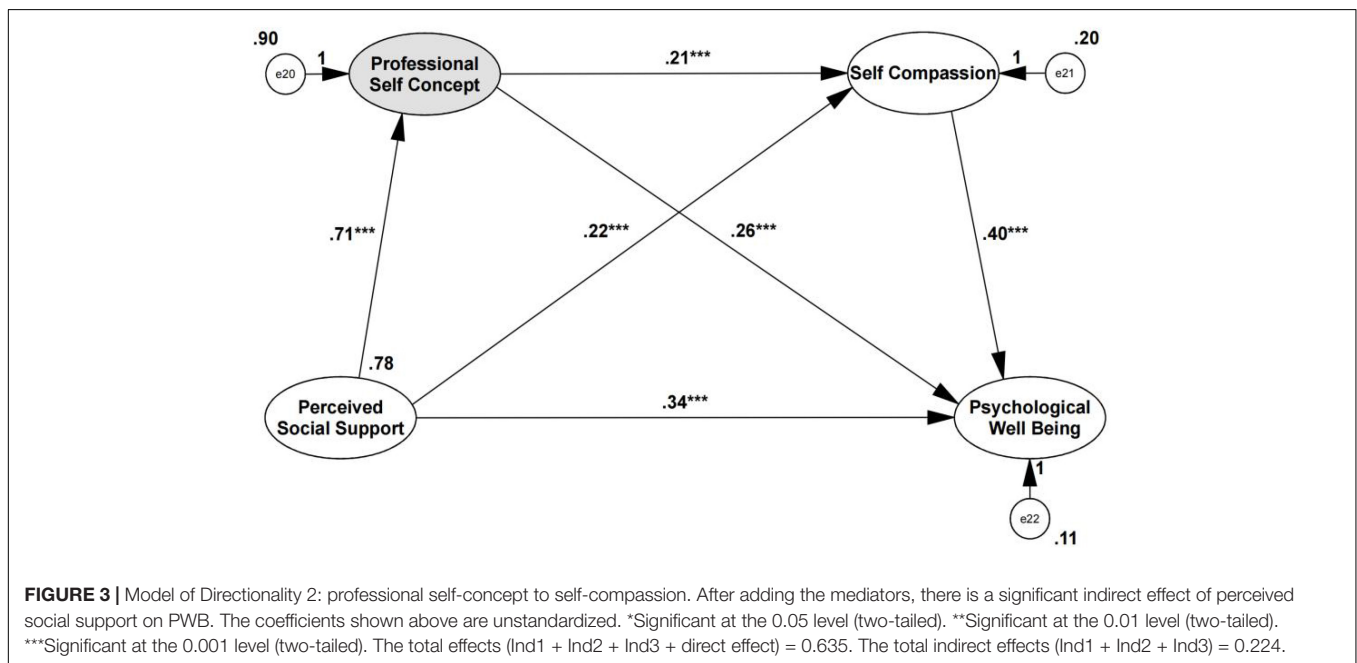 .90
.20
1
Professional
Self Concept
.21***
Self Compassion
1
e20
e21
.71***
.22***
.26***
.40***
.78
Perceived
Social Support
.34***
Psychological
Well Being
1
e22
.11
FIGURE 3 | Model of Directionality 2: professional self-concept to self-compassion. After adding the mediators, there is a significant indirect effect of perceived
social support on PWB. The coefficients shown above are unstandardized. *Significant at the 0.05 level (two-tailed). **Significant at the 0.01 level (two-tailed).
***Significant at the 0.001 level (two-tailed). The total effects (Ind1 + Ind2 + Ind3 + direct effect) = 0.635. The total indirect effects (Ind1 + Ind2 + Ind3) = 0.224.